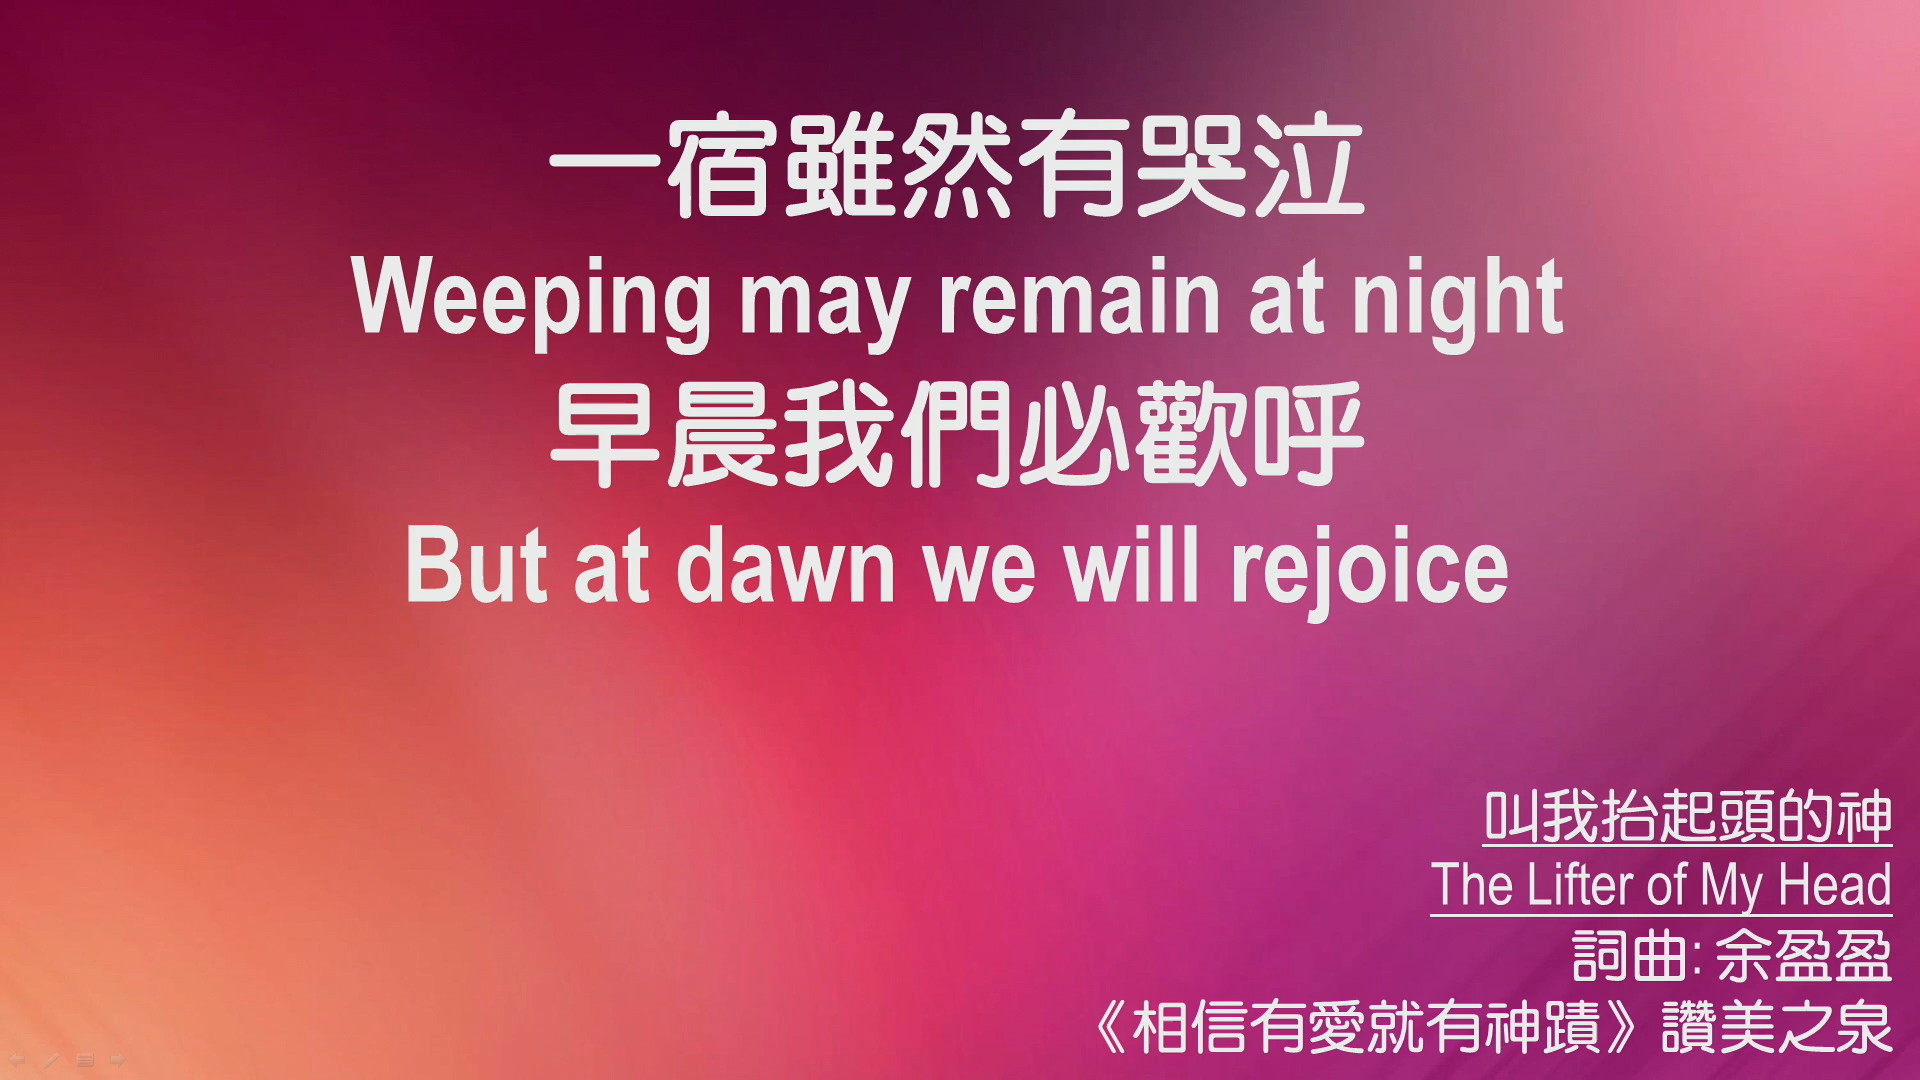 一宿雖然有哭泣
Weeping may remain at night
早晨我們必歡呼
But at dawn we will rejoice
叫我抬起頭的神
The Lifter of My Head
詞曲: 余盈盈
《相信有愛就有神蹟》讚美之泉